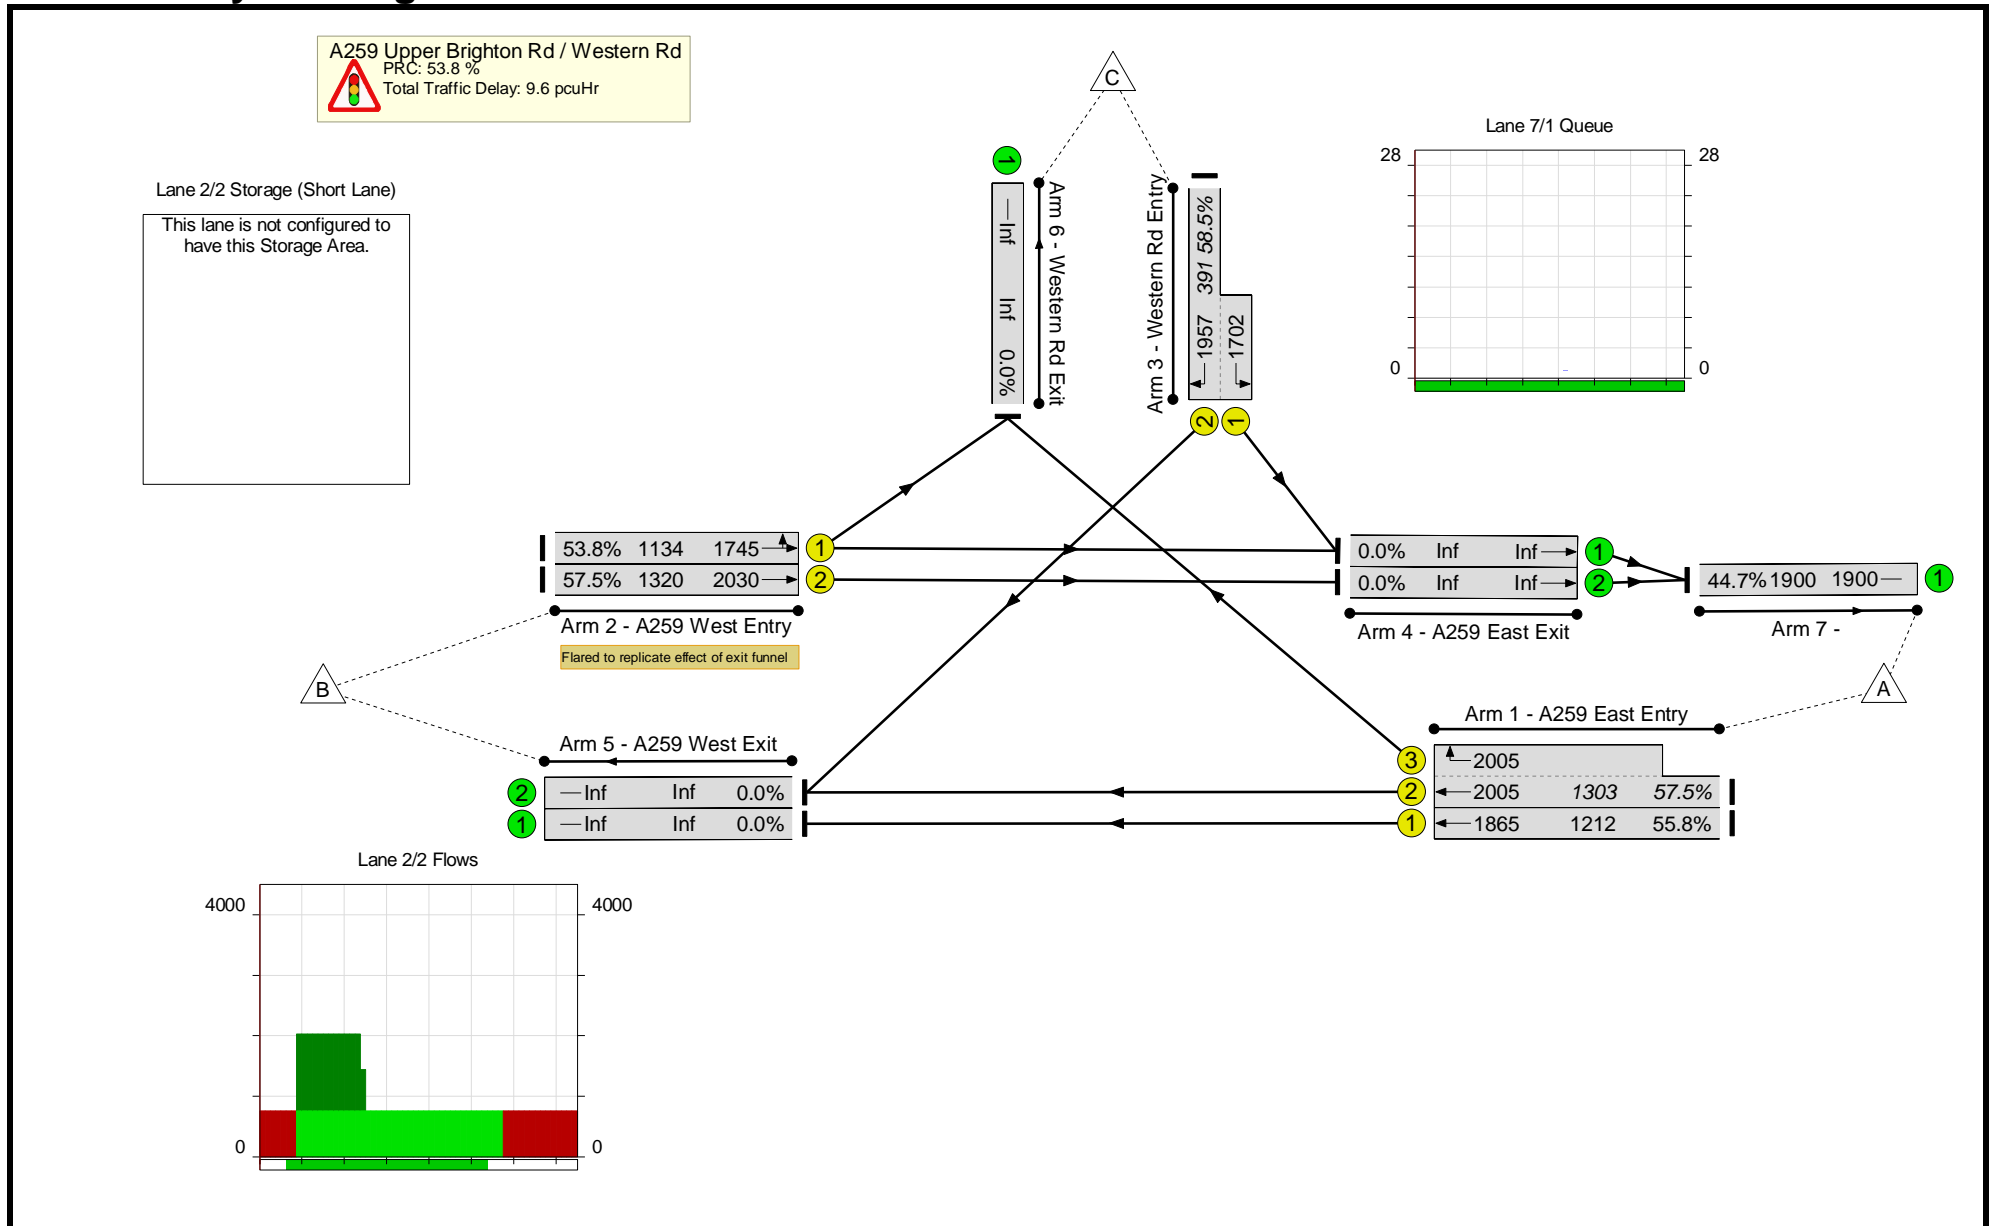 A259 Upper Brighton Rd / Western Rd
PRC: 53.8 %
Total Traffic Delay: 9.6 pcuHr
C
Lane 7/1 Queue
28
28
0
0
Lane 2/2 Storage (Short Lane)
This lane is not configured to
have this Storage Area.
1
Inf Inf 0.0%
Arm 6 - Western Rd Exit
Arm 3 - Western Rd Entry
1957 391 58.5%
1702
2
1
53.8% 1134 1745
1
57.5% 1320 2030
2
Arm 2 - A259 West Entry
Flared to replicate effect of exit funnel
0.0% Inf Inf
1
0.0% Inf Inf
2
Arm 4 - A259 East Exit
44.7% 1900 1900
1
Arm 7 -
B
A
Arm 5 - A259 West Exit
2
Inf Inf 0.0%
1
Inf Inf 0.0%
Arm 1 - A259 East Entry
3
2005
2
2005 1303 57.5%
1
1865 1212 55.8%
Lane 2/2 Flows
4000
4000
0
0